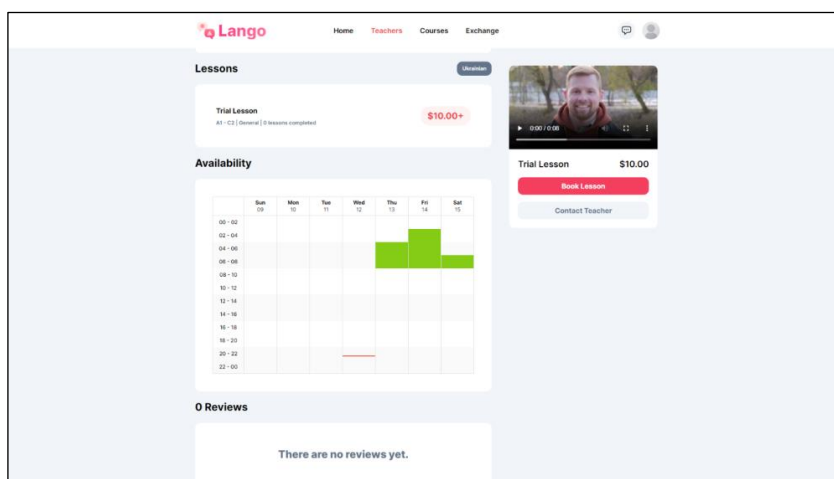 Lango
Home Teachers Courses Exchange
Lessons
Ukrainian
Trial Lesson
A1 - C2 | General | 0 lessons completed
$10.00+
Availability
Sun Mon Tue Wed Thu Fri Sat
09 10 11 12 13 14 15
00 - 02
02 - 04
04 - 06
06 - 08
08 - 10
10 - 12
12 - 14
14 - 16
16 - 18
18 - 20
20 - 22
22 - 00
0 Reviews
There are no reviews yet.
0:00 / 0:08
Trial Lesson $10.00
Book Lesson
Contact Teacher